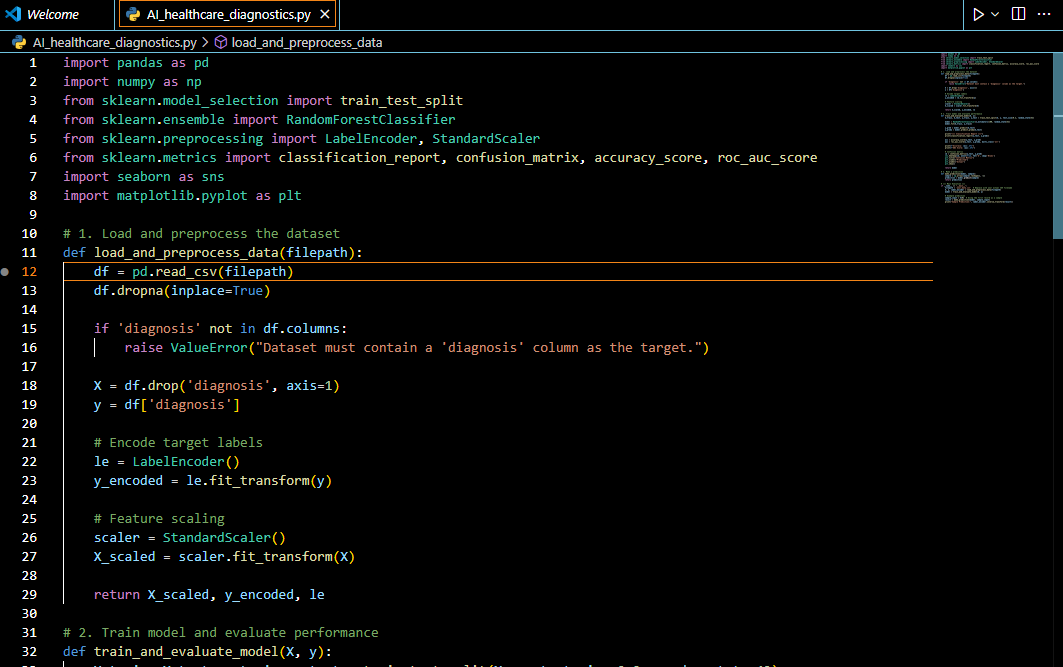 Welcome
AI_healthcare_diagnostics.py
AI_healthcare_diagnostics.py > load_and_preprocess_data
1 import pandas as pd
2 import numpy as np
3 from sklearn.model_selection import train_test_split
4 from sklearn.ensemble import RandomForestClassifier
5 from sklearn.preprocessing import LabelEncoder, StandardScaler
6 from sklearn.metrics import classification_report, confusion_matrix, accuracy_score, roc_auc_score
7 import seaborn as sns
8 import matplotlib.pyplot as plt
9
10 # 1. Load and preprocess the dataset
11 def load_and_preprocess_data(filepath):
12     df = pd.read_csv(filepath)
13     df.dropna(inplace=True)
14
15     if 'diagnosis' not in df.columns:
16         raise ValueError("Dataset must contain a 'diagnosis' column as the target.")
17
18     X = df.drop('diagnosis', axis=1)
19     y = df['diagnosis']
20
21     # Encode target labels
22     le = LabelEncoder()
23     y_encoded = le.fit_transform(y)
24
25     # Feature scaling
26     scaler = StandardScaler()
27     X_scaled = scaler.fit_transform(X)
28
29     return X_scaled, y_encoded, le
30
31 # 2. Train model and evaluate performance
32 def train_and_evaluate_model(X, y):